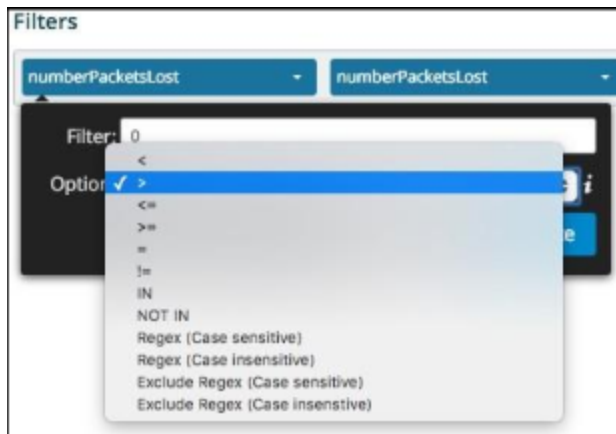 Filters
numberPacketsLost numberPacketsLost
Filter: 0
<
Option ✓ >
<=
>=
=
!=
IN
NOT IN
Regex (Case sensitive)
Regex (Case insensitive)
Exclude Regex (Case sensitive)
Exclude Regex (Case insenstive)